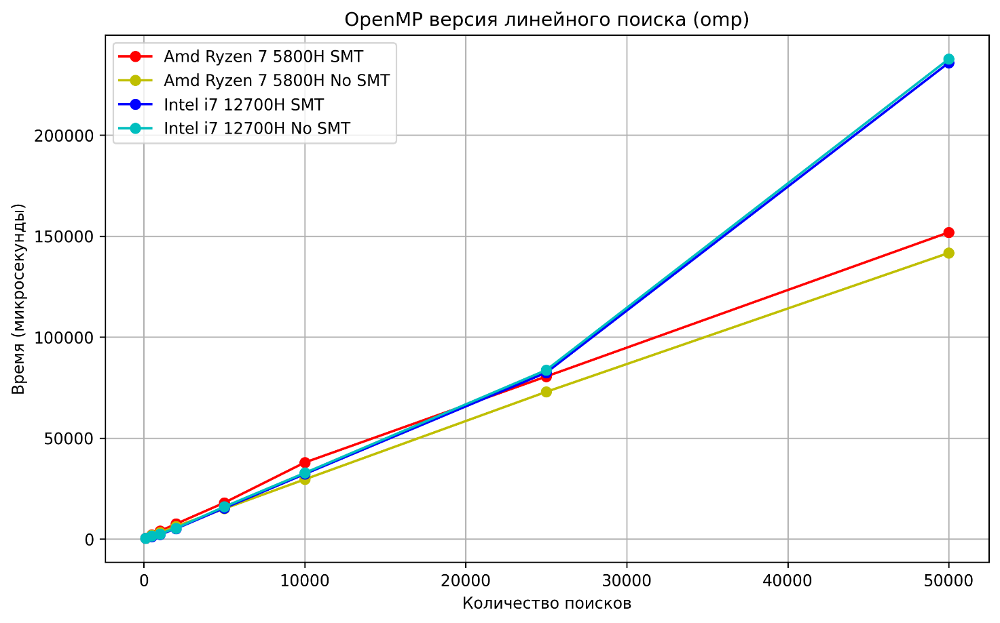 OpenMP версия линейного поиска (omp)
Amd Ryzen 7 5800H SMT
Amd Ryzen 7 5800H No SMT
Intel i7 12700H SMT
Intel i7 12700H No SMT
Время (микросекунды)
200000
150000
100000
50000
0
0 10000 20000 30000 40000 50000
Количество поисков